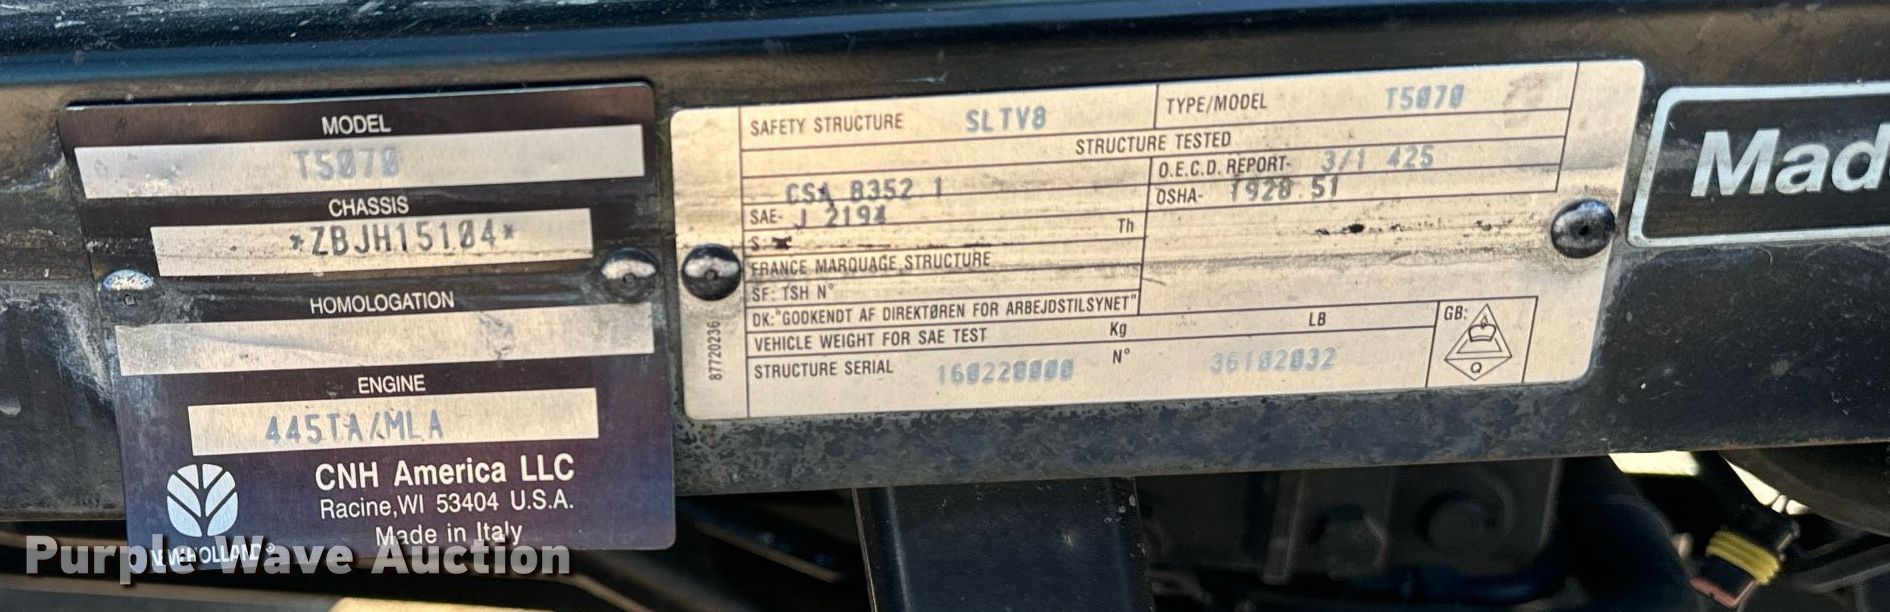 MODEL
T5070
CHASSIS
*ZBJH15104*
HOMOLOGATION
ENGINE
445TA/MLA
CNH America LLC
Racine,WI 53404 U.S.A.
Made in Italy
NEW HOLLAND®
SAFETY STRUCTURE SLTV8 TYPE/MODEL T5070
STRUCTURE TESTED
CSA B352 1 O.E.C.D. REPORT- 3/1 425
SAE- J 2194 OSHA- 1928.51
S: Th
FRANCE MARQUAGE STRUCTURE
SF: TSH N°
DK:"GODKENDT AF DIREKTØREN FOR ARBEJDSTILSYNET"
VEHICLE WEIGHT FOR SAE TEST Kg LB GB:
STRUCTURE SERIAL 160220000 N° 36102032 Q
87720236
Mad
Purple Wave Auction